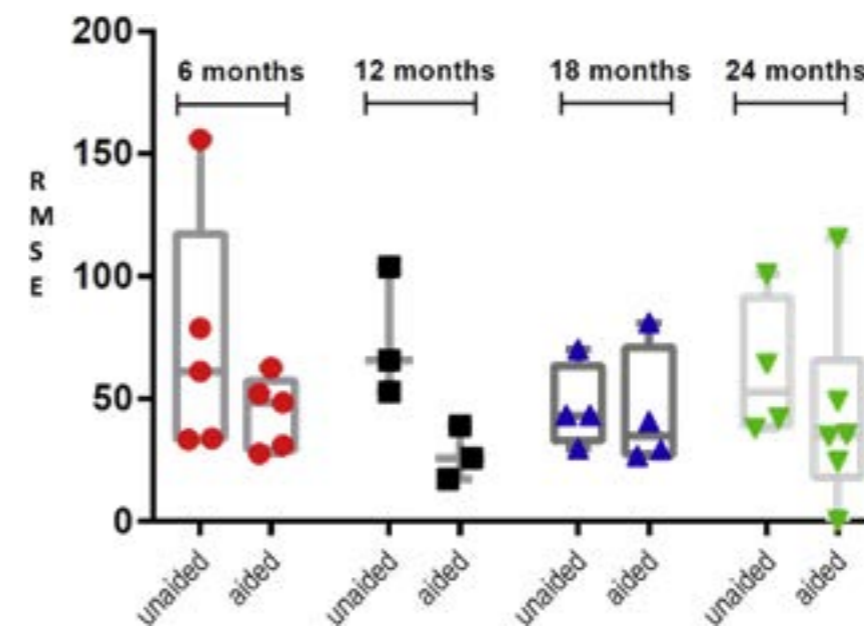 200
6 months
12 months
18 months
24 months
150
R
M
S
E
100
50
0
unaided
aided
unaided
aided
unaided
aided
unaided
aided